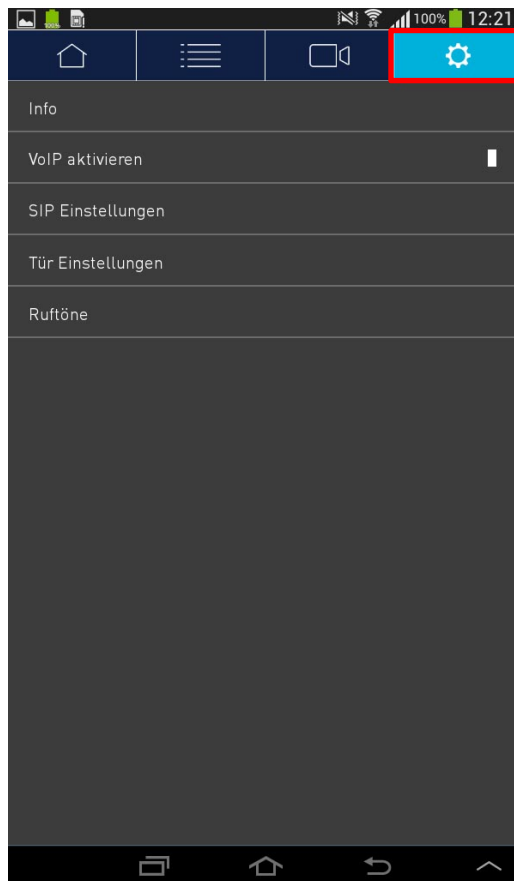 100% 12:21
Info
VoIP aktivieren
SIP Einstellungen
Tür Einstellungen
Ruftöne